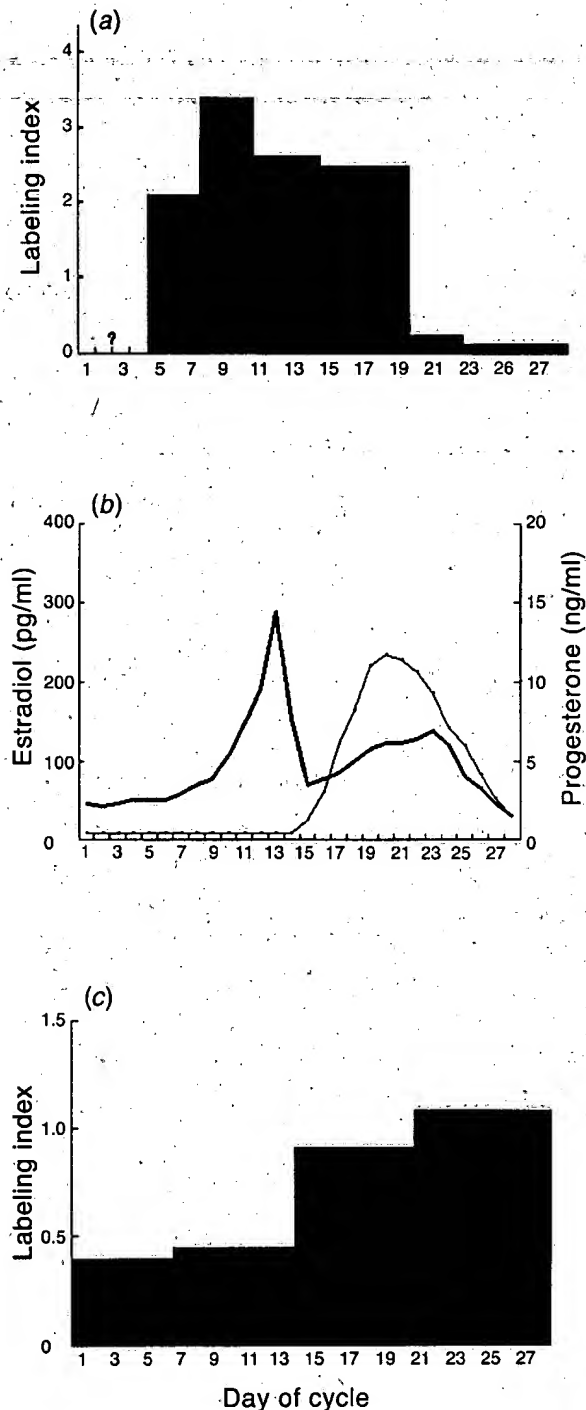 (a)
Labeling index
4
3
2
1
0
?
1 3 5 7 9 11 13 15 17 19 21 23 26 27
(b)
Estradiol (pg/ml)
400
300
200
100
0
Progesterone (ng/ml)
20
15
10
5
0
1 3 5 7 9 11 13 15 17 19 21 23 25 27
(c)
Labeling index
1.5
1.0
0.5
0
1 3 5 7 9 11 13 15 17 19 21 23 25 27
Day of cycle